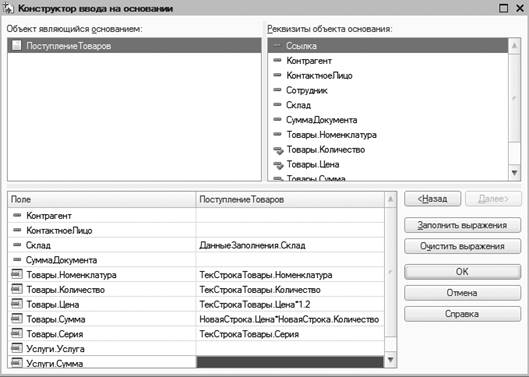 Конструктор ввода на основании
Объект являющийся основанием:
ПоступлениеТоваров
Реквизиты объекта основания:
Ссылка
Контрагент
КонтактноеЛицо
Сотрудник
Склад
СуммаДокумента
Товары.Номенклатура
Товары.Количество
Товары.Цена
Товары.Сумма
Поле ПоступлениеТоваров
Контрагент
КонтактноеЛицо
Склад ДанныеЗаполнения.Склад
СуммаДокумента
Товары.Номенклатура ТекСтрокаТовары.Номенклатура
Товары.Количество ТекСтрокаТовары.Количество
Товары.Цена ТекСтрокаТовары.Цена*1.2
Товары.Сумма НоваяСтрока.Цена*НоваяСтрока.Количество
Товары.Серия ТекСтрокаТовары.Серия
Услуги.Услуга
Услуги.Сумма
<Назад Далее>
Заполнить выражения
Очистить выражения
OK
Отмена
Справка